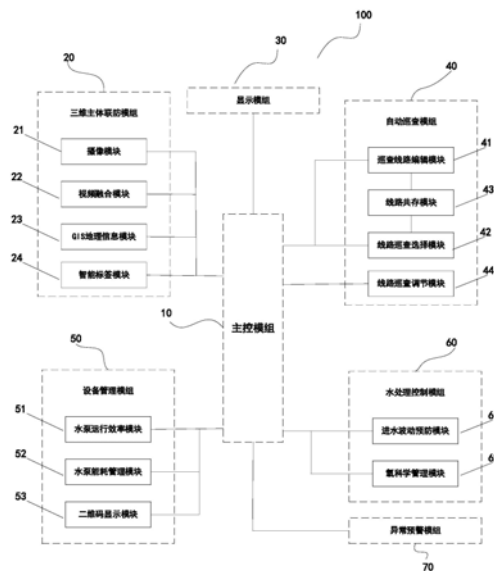 100
30
显示模组
20
三维主体联防模组
21
摄像模块
22
视频融合模块
23
GIS地理信息模块
24
智能标签模块
40
自动巡查模组
41
巡查线路编辑模块
43
线路共存模块
42
线路巡查选择模块
44
线路巡查调节模块
10
主控模组
50
设备管理模组
51
水泵运行效率模块
52
水泵能耗管理模块
53
二维码显示模块
60
水处理控制模组
6
进水波动预防模块
6
氧科学管理模块
异常预警模组
70